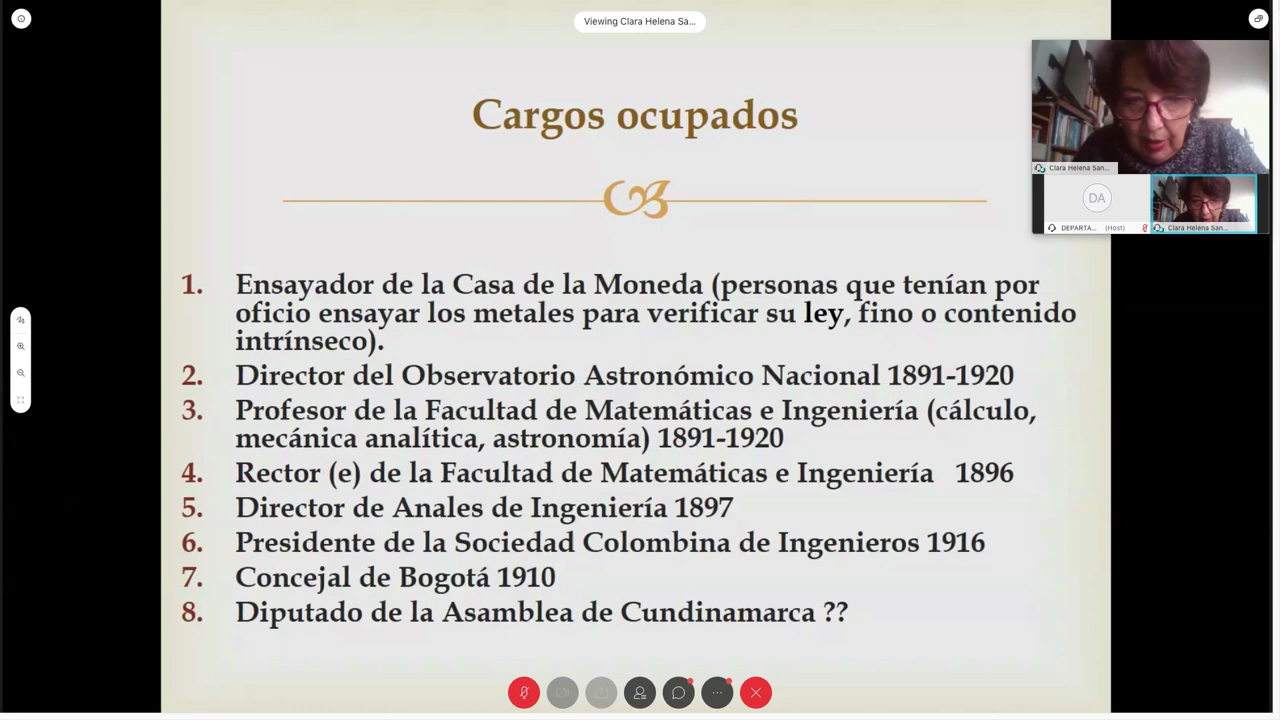 Viewing Clara Helena Sa...
Cargos ocupados
Clara Helena San...
DA
DEPARTA... (Host)
Clara Helena San...
1. Ensayador de la Casa de la Moneda (personas que tenían por
oficio ensayar los metales para verificar su ley, fino o contenido
intrínseco).
2. Director del Observatorio Astronómico Nacional 1891-1920
3. Profesor de la Facultad de Matemáticas e Ingeniería (cálculo,
mecánica analítica, astronomía) 1891-1920
4. Rector (e) de la Facultad de Matemáticas e Ingeniería 1896
5. Director de Anales de Ingeniería 1897
6. Presidente de la Sociedad Colombina de Ingenieros 1916
7. Concejal de Bogotá 1910
8. Diputado de la Asamblea de Cundinamarca ??